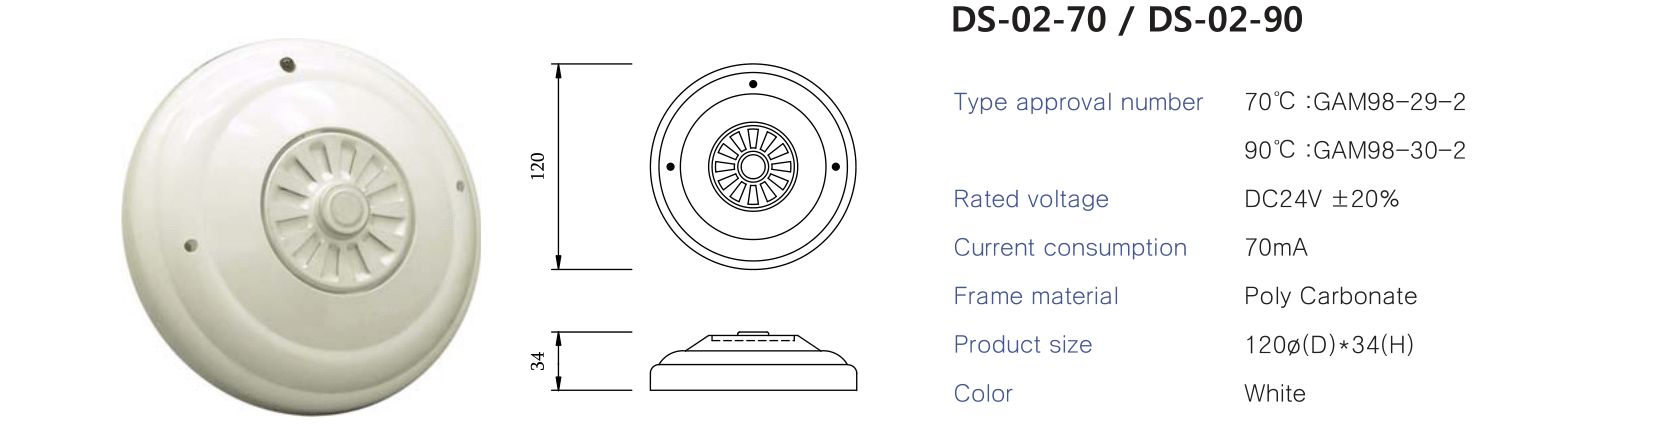 DS-02-70 / DS-02-90
120
34
Type approval number 70℃ :GAM98-29-2
90℃ :GAM98-30-2
Rated voltage DC24V ±20%
Current consumption 70mA
Frame material Poly Carbonate
Product size 120ø(D)*34(H)
Color White